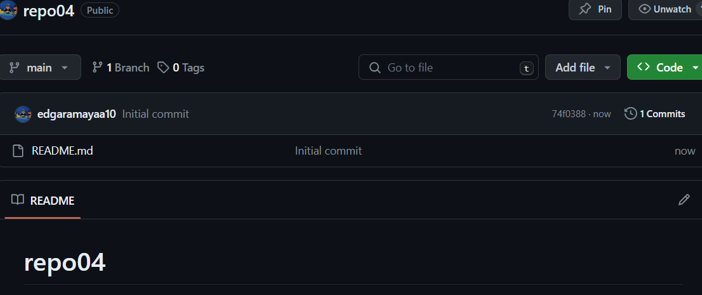 repo04 Public Pin Unwatch
main 1 Branch 0 Tags Go to file t Add file Code
edgaramayaa10 Initial commit 74f0388 · now 1 Commits
README.md Initial commit now
README
repo04